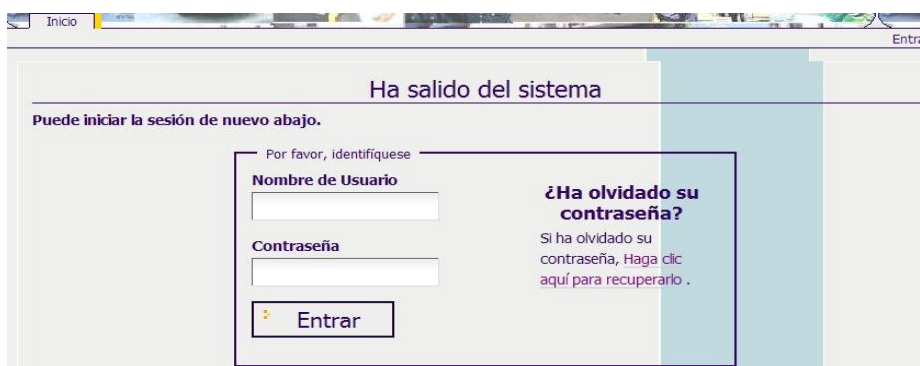 Inicio
Ha salido del sistema
Puede iniciar la sesión de nuevo abajo.
Por favor, identifíquese
Nombre de Usuario
Contraseña
Entrar
¿Ha olvidado su
contraseña?
Si ha olvidado su
contraseña, Haga clic
aquí para recuperarlo .